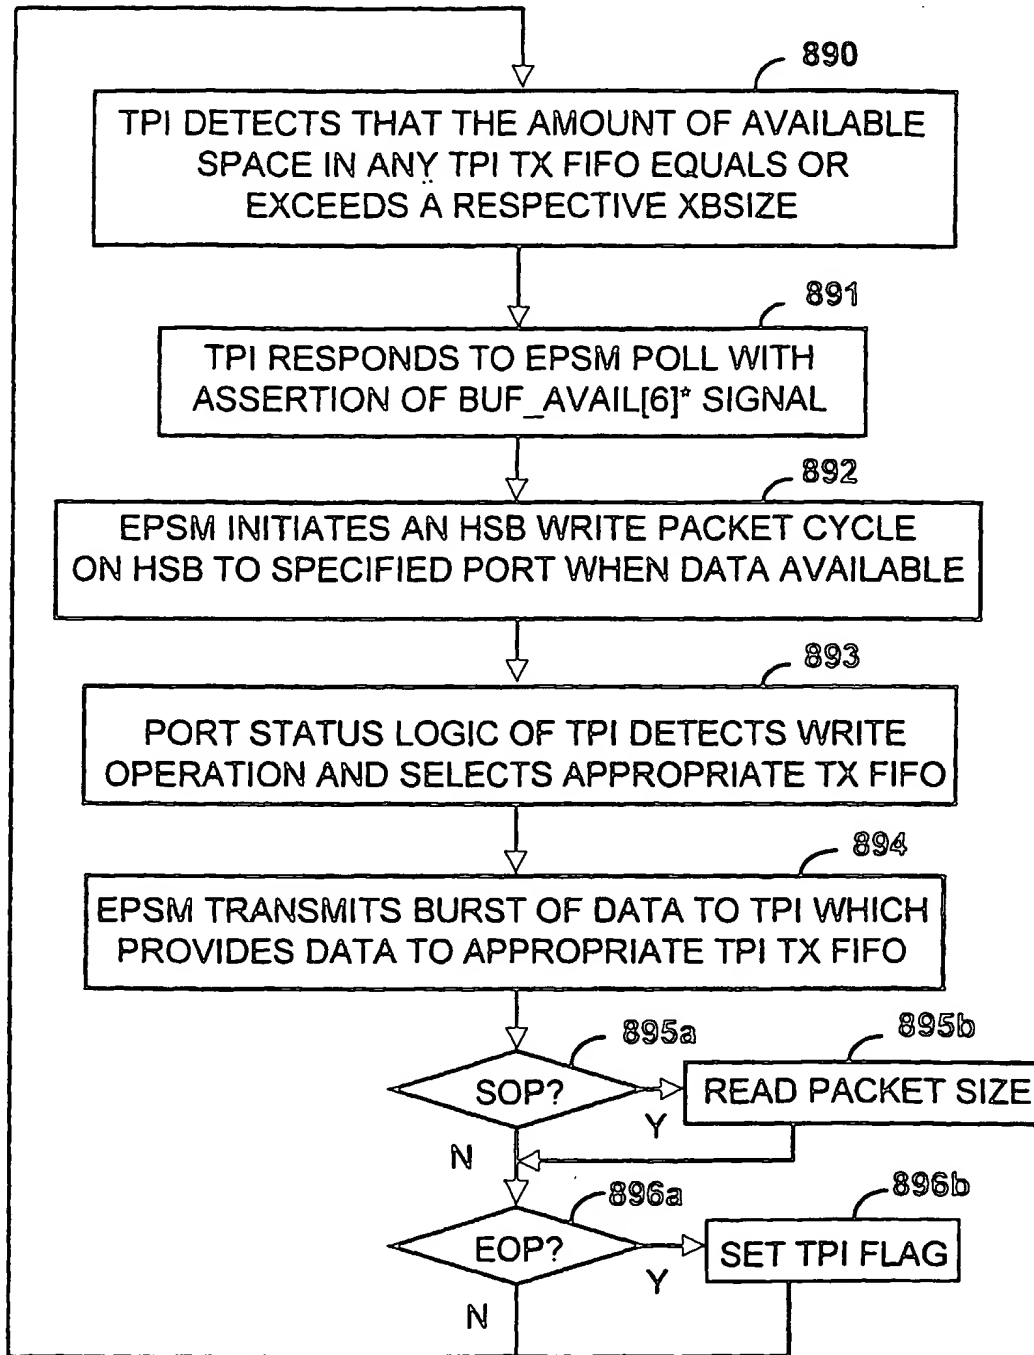 890
TPI DETECTS THAT THE AMOUNT OF AVAILABLE
SPACE IN ANY TPI TX FIFO EQUALS OR
EXCEEDS A RESPECTIVE XBSIZE
891
TPI RESPONDS TO EPSM POLL WITH
ASSERTION OF BUF_AVAIL[6]* SIGNAL
892
EPSM INITIATES AN HSB WRITE PACKET CYCLE
ON HSB TO SPECIFIED PORT WHEN DATA AVAILABLE
893
PORT STATUS LOGIC OF TPI DETECTS WRITE
OPERATION AND SELECTS APPROPRIATE TX FIFO
894
EPSM TRANSMITS BURST OF DATA TO TPI WHICH
PROVIDES DATA TO APPROPRIATE TPI TX FIFO
895a
895b
SOP?
READ PACKET SIZE
Y
N
896a
896b
EOP?
SET TPI FLAG
Y
N